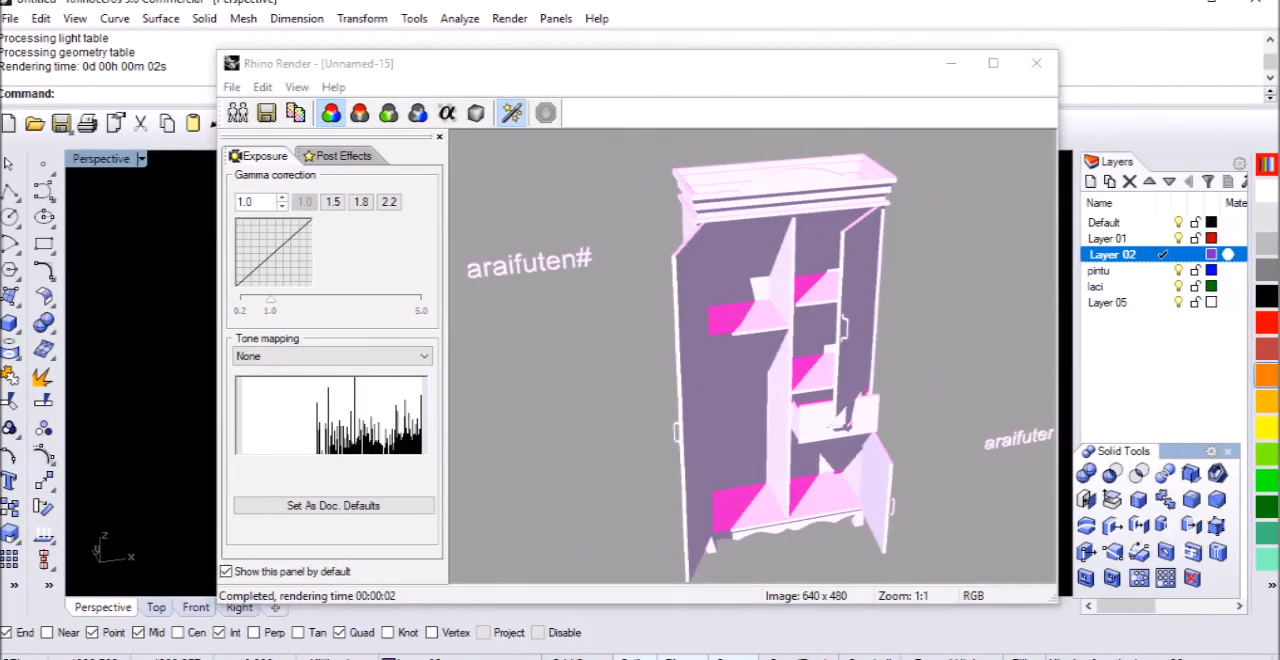 File Edit View Curve Surface Solid Mesh Dimension Transform Tools Analyze Render Panels Help
Processing light table
Processing geometry table
Rendering time: 0d 00h 00m 02s
Command:
Rhino Render - [Unnamed-15]
File Edit View Help
α
Perspective
Exposure
Post Effects
Gamma correction
1.0 1.0 1.5 1.8 2.2
0.2 1.0 5.0
Tone mapping
None
Set As Doc. Defaults
Show this panel by default
Completed, rendering time 00:00:02
Image: 640 x 480
Zoom: 1:1
RGB
araifuten#
araifuter
Layers
Name Mate
Default
Layer 01
Layer 02
pintu
laci
Layer 05
Solid Tools
z
y
x
Perspective Top Front Right
End Near Point Mid Cen Int Perp Tan Quad Knot Vertex Project Disable